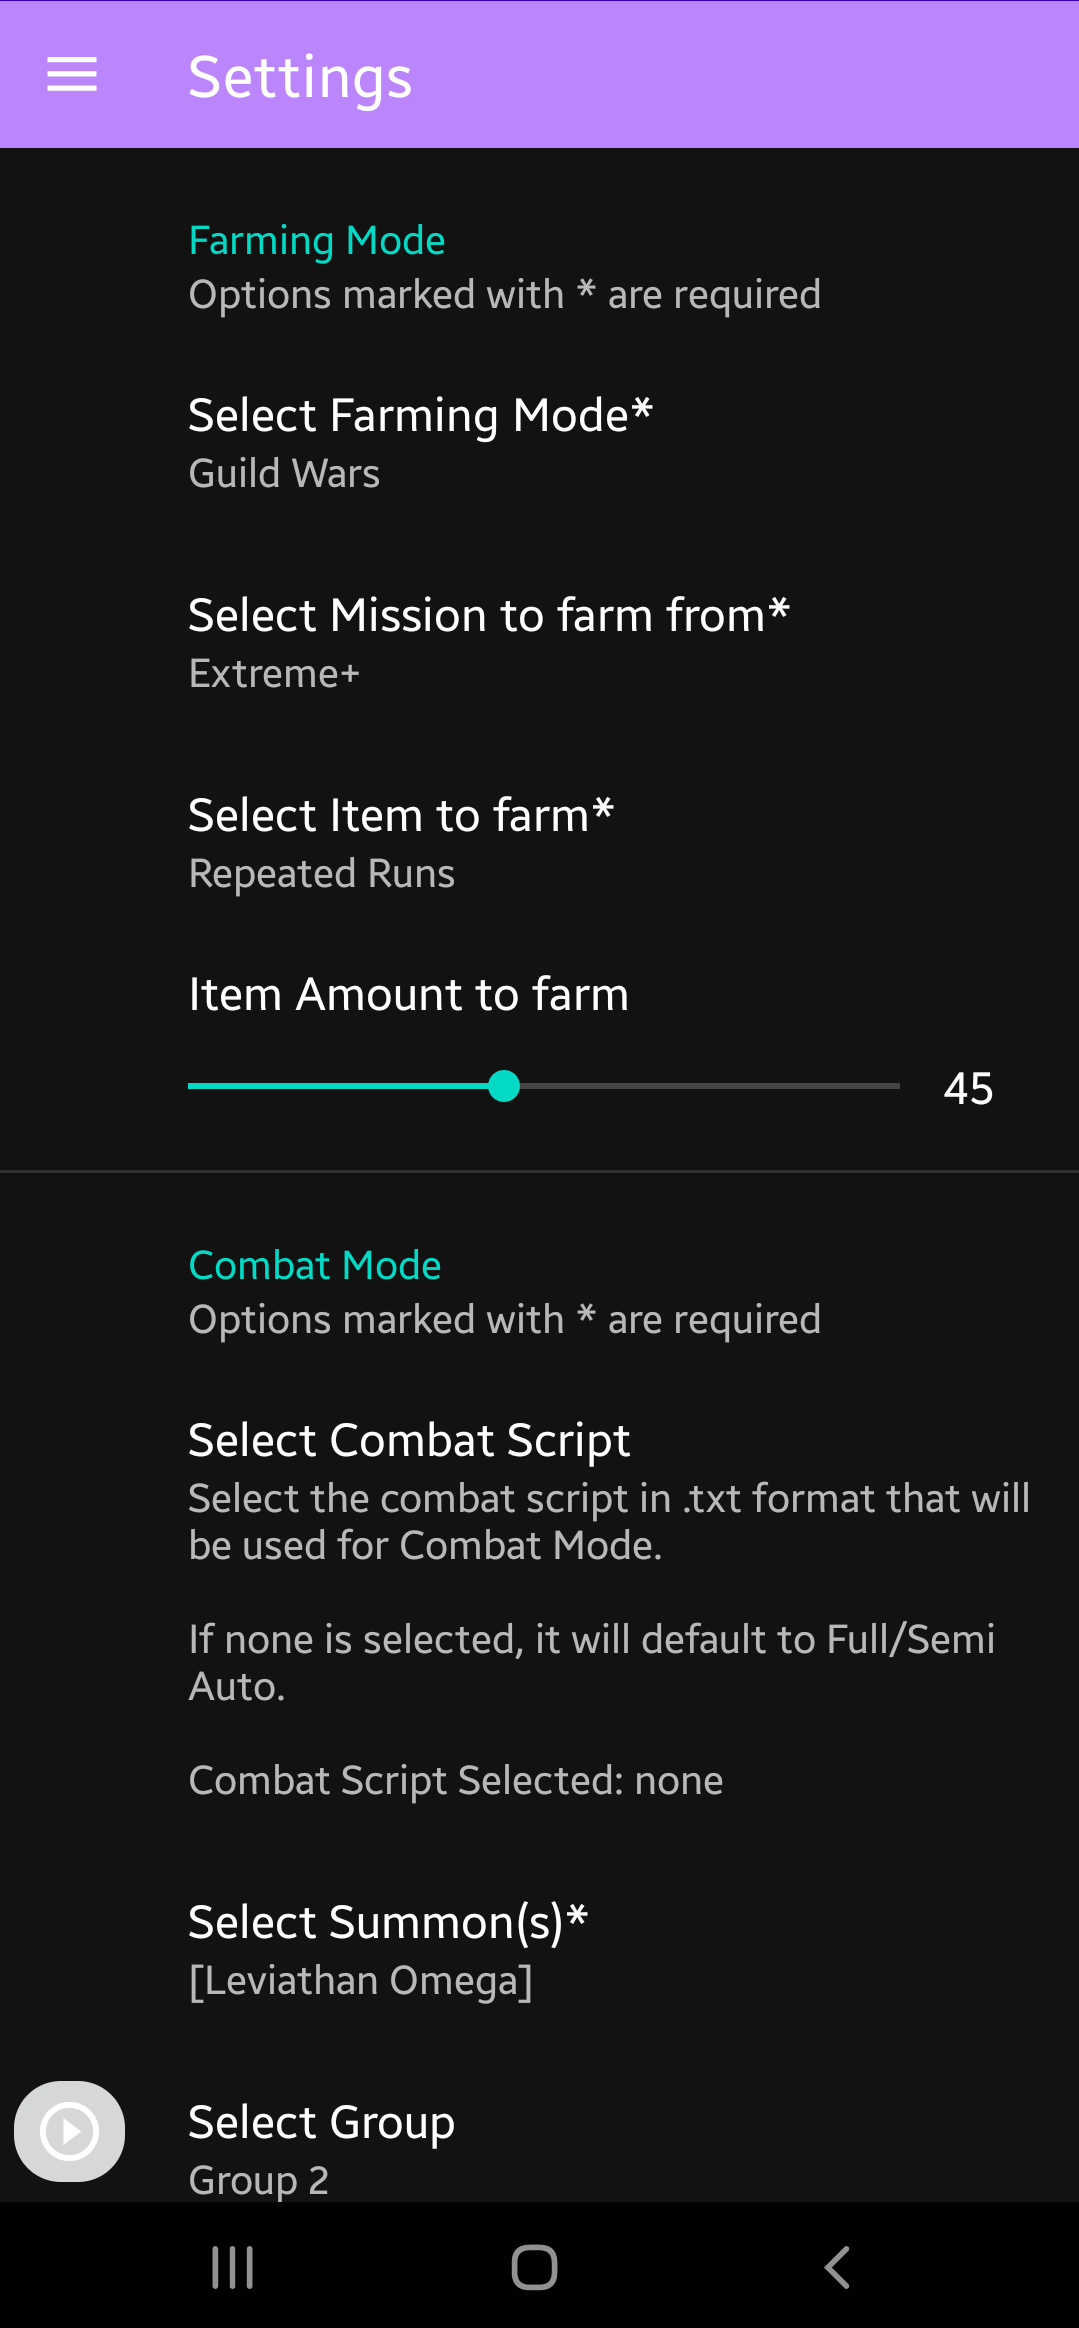 Settings
Farming Mode
Options marked with * are required
Select Farming Mode*
Guild Wars
Select Mission to farm from*
Extreme+
Select Item to farm*
Repeated Runs
Item Amount to farm
45
Combat Mode
Options marked with * are required
Select Combat Script
Select the combat script in .txt format that will
be used for Combat Mode.
If none is selected, it will default to Full/Semi
Auto.
Combat Script Selected: none
Select Summon(s)*
[Leviathan Omega]
Select Group
Group 2